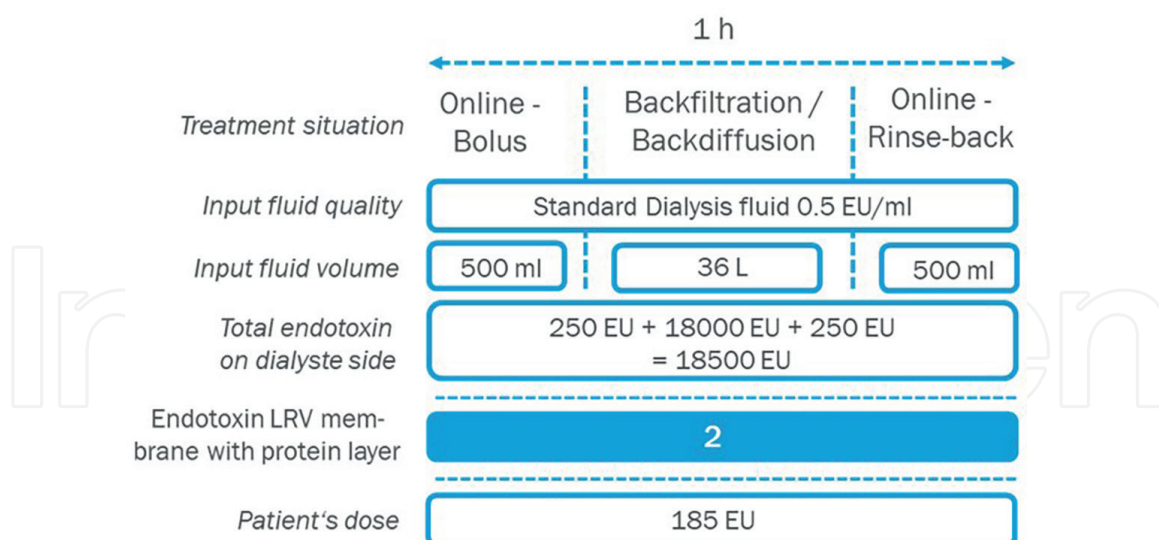 1 h
Treatment situation
Online -
Bolus
Backfiltration /
Backdiffusion
Online -
Rinse-back
Input fluid quality
Standard Dialysis fluid 0.5 EU/ml
Input fluid volume
500 ml
36 L
500 ml
Total endotoxin
on dialyste side
250 EU + 18000 EU + 250 EU
= 18500 EU
Endotoxin LRV mem-
brane with protein layer
2
Patient's dose
185 EU